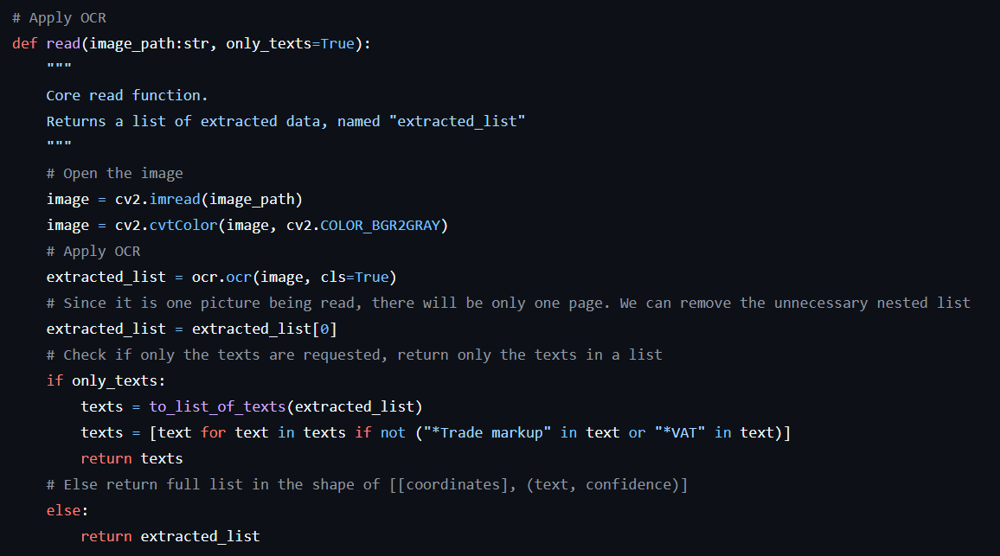 # Apply OCR
def read(image_path:str, only_texts=True):
    """
    Core read function.
    Returns a list of extracted data, named "extracted_list"
    """
    # Open the image
    image = cv2.imread(image_path)
    image = cv2.cvtColor(image, cv2.COLOR_BGR2GRAY)
    # Apply OCR
    extracted_list = ocr.ocr(image, cls=True)
    # Since it is one picture being read, there will be only one page. We can remove the unnecessary nested list
    extracted_list = extracted_list[0]
    # Check if only the texts are requested, return only the texts in a list
    if only_texts:
        texts = to_list_of_texts(extracted_list)
        texts = [text for text in texts if not ("*Trade markup" in text or "*VAT" in text)]
        return texts
    # Else return full list in the shape of [[coordinates], (text, confidence)]
    else:
        return extracted_list